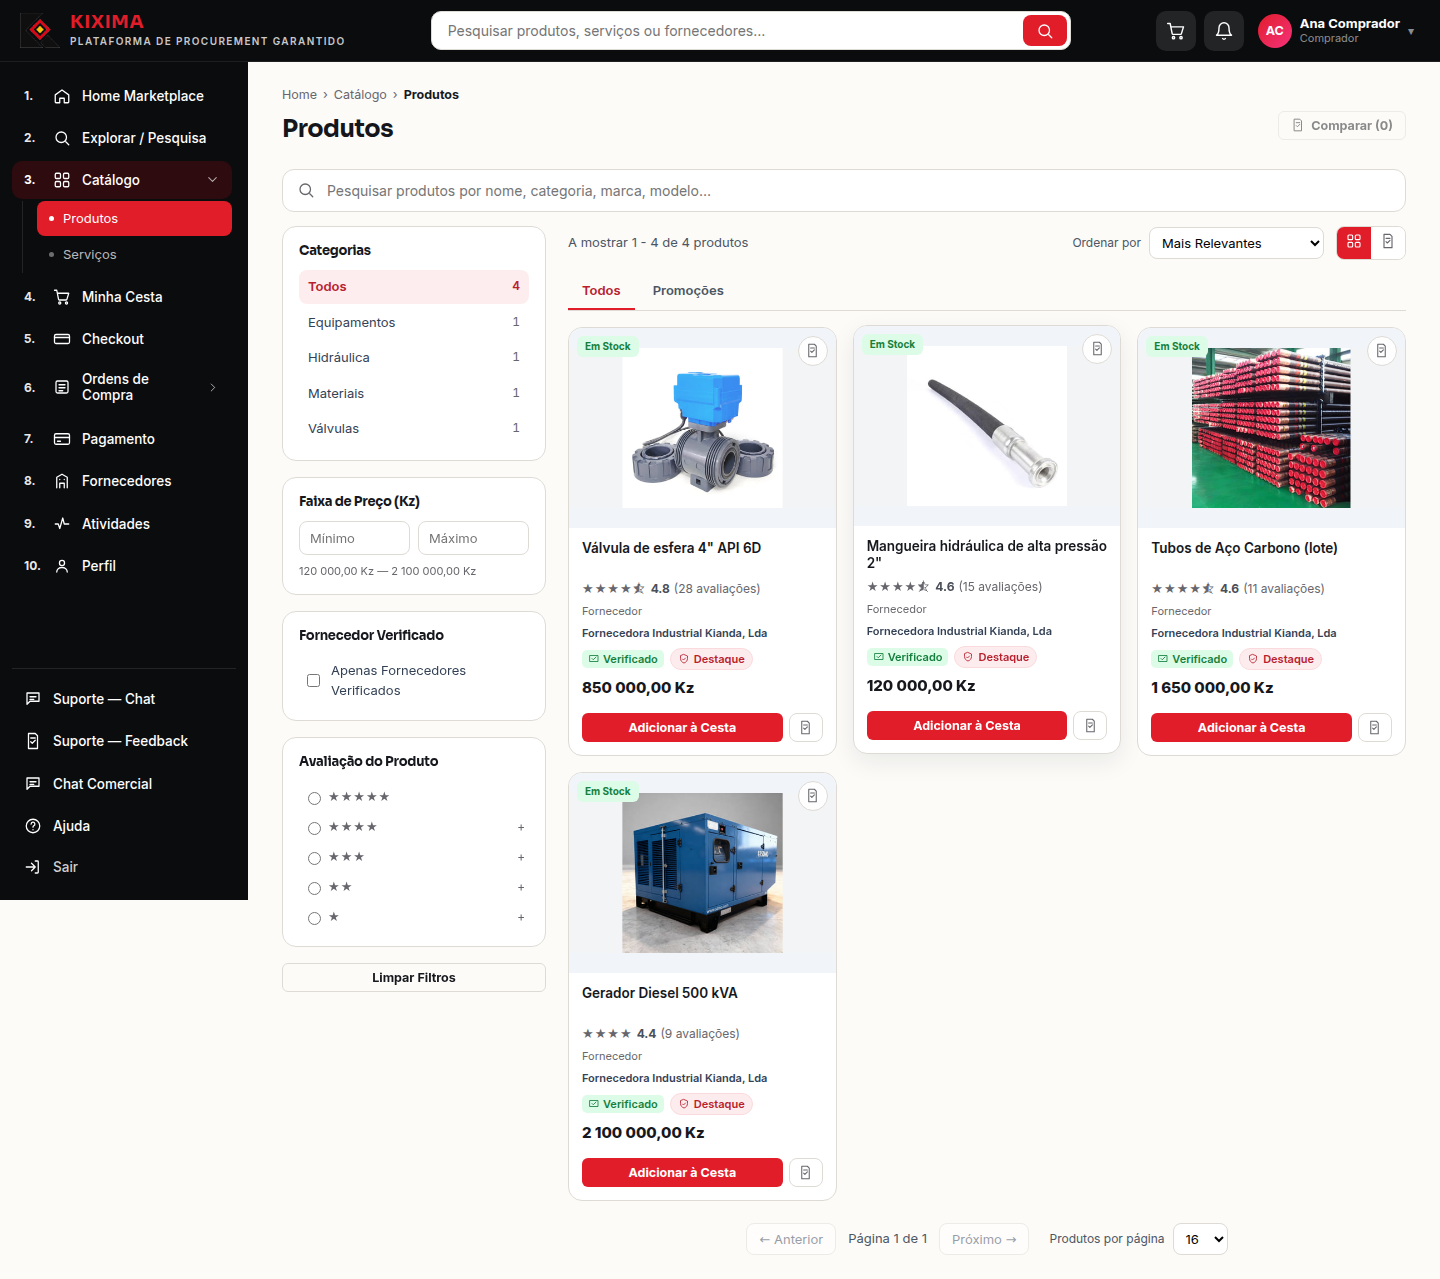 KIXIMA
PLATAFORMA DE PROCUREMENT GARANTIDO
Pesquisar produtos, serviços ou fornecedores...
AC
Ana Comprador
Comprador
1. Home Marketplace
2. Explorar / Pesquisa
3. Catálogo
Produtos
Serviços
4. Minha Cesta
5. Checkout
6. Ordens de
Compra
7. Pagamento
8. Fornecedores
9. Atividades
10. Perfil
Suporte — Chat
Suporte — Feedback
Chat Comercial
Ajuda
Sair
Home › Catálogo › Produtos
Produtos
Comparar (0)
Pesquisar produtos por nome, categoria, marca, modelo...
Categorias
Todos 4
Equipamentos 1
Hidráulica 1
Materiais 1
Válvulas 1
Faixa de Preço (Kz)
Mínimo Máximo
120 000,00 Kz — 2 100 000,00 Kz
Fornecedor Verificado
Apenas Fornecedores
Verificados
Avaliação do Produto
★★★★★
★★★★ +
★★★ +
★★ +
★ +
Limpar Filtros
A mostrar 1 - 4 de 4 produtos
Ordenar por Mais Relevantes
Todos Promoções
Em Stock
Válvula de esfera 4" API 6D
4.8 (28 avaliações)
Fornecedor
Fornecedora Industrial Kianda, Lda
Verificado Destaque
850 000,00 Kz
Adicionar à Cesta
Em Stock
Mangueira hidráulica de alta pressão
2"
4.6 (15 avaliações)
Fornecedor
Fornecedora Industrial Kianda, Lda
Verificado Destaque
120 000,00 Kz
Adicionar à Cesta
Em Stock
Tubos de Aço Carbono (lote)
4.6 (11 avaliações)
Fornecedor
Fornecedora Industrial Kianda, Lda
Verificado Destaque
1 650 000,00 Kz
Adicionar à Cesta
Em Stock
Gerador Diesel 500 kVA
4.4 (9 avaliações)
Fornecedor
Fornecedora Industrial Kianda, Lda
Verificado Destaque
2 100 000,00 Kz
Adicionar à Cesta
← Anterior Página 1 de 1 Próximo → Produtos por página 16